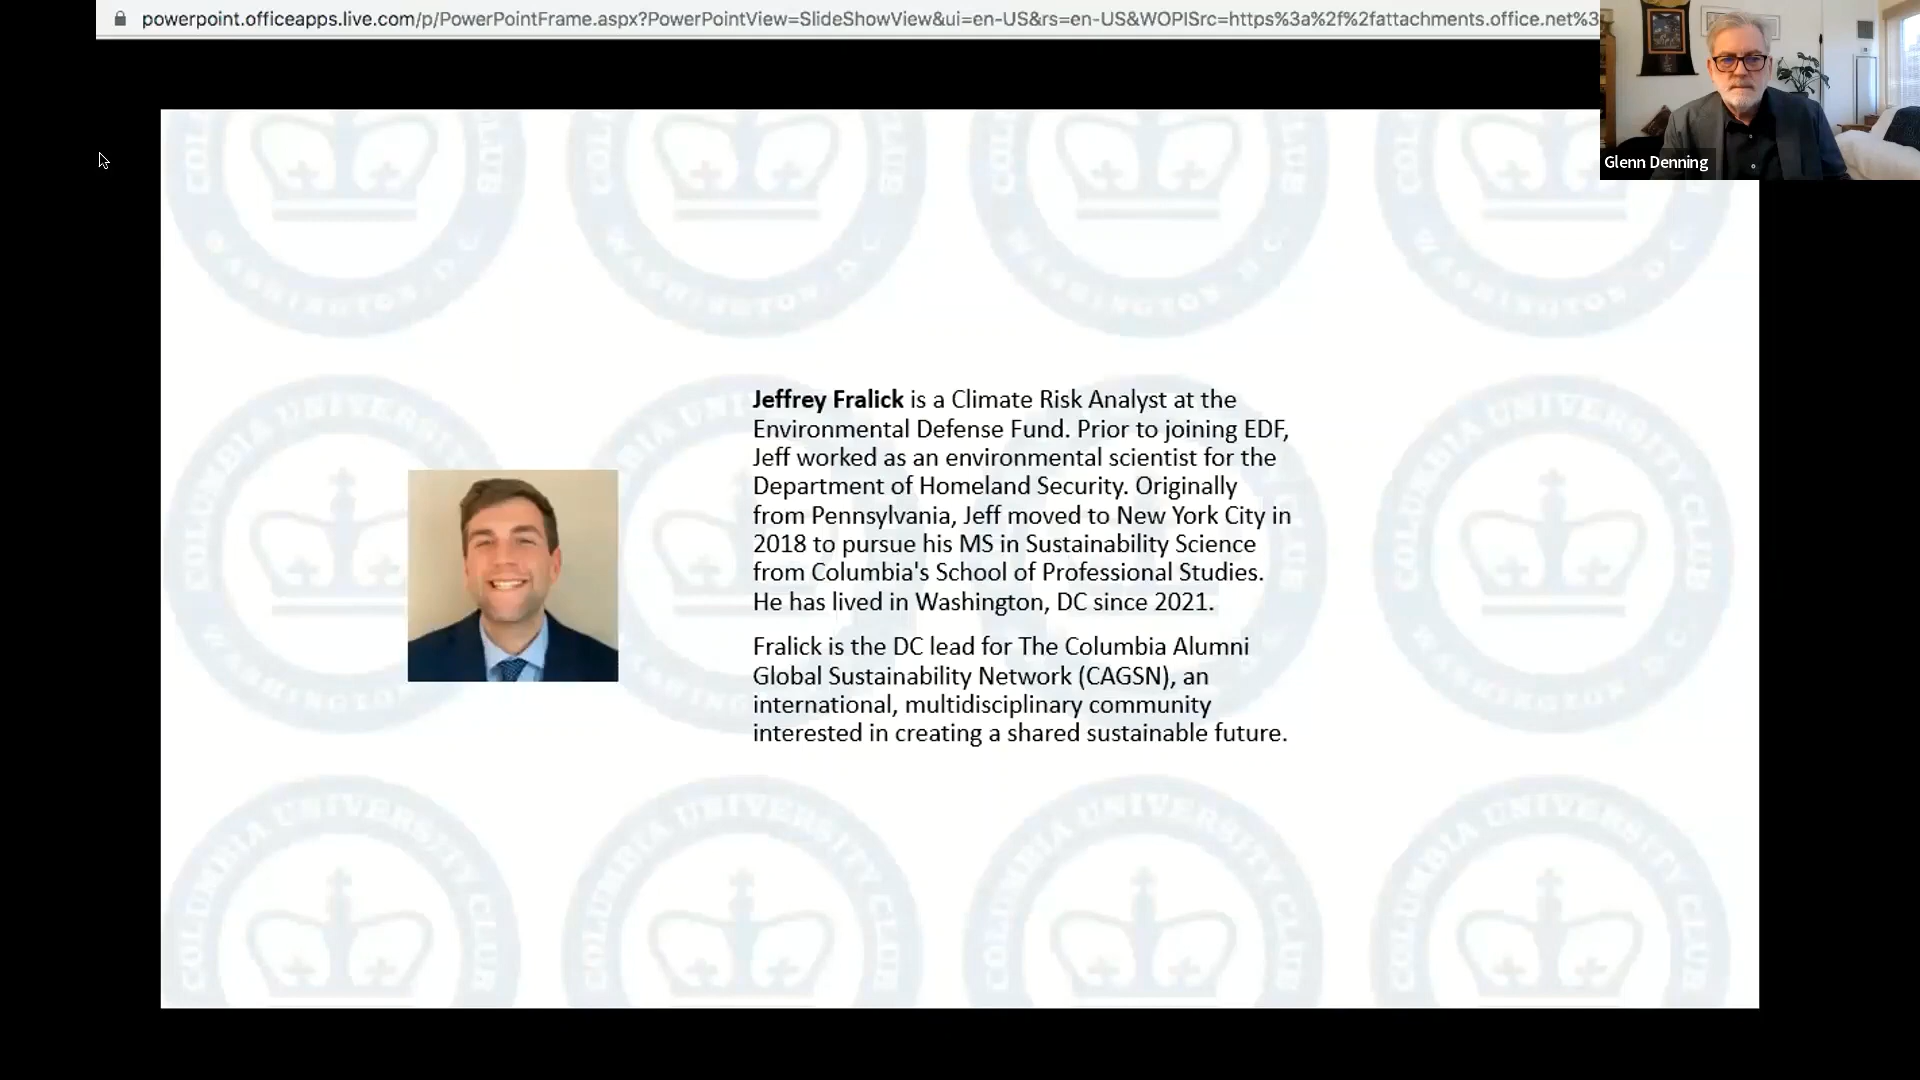 powerpoint.officeapps.live.com/p/PowerPointFrame.aspx?PowerPointView=SlideShowView&ui=en-US&rs=en-US&WOPISrc=https%3a%2f%2fattachments.office.net%3
Glenn Denning
Jeffrey Fralick is a Climate Risk Analyst at the
Environmental Defense Fund. Prior to joining EDF,
Jeff worked as an environmental scientist for the
Department of Homeland Security. Originally
from Pennsylvania, Jeff moved to New York City in
2018 to pursue his MS in Sustainability Science
from Columbia's School of Professional Studies.
He has lived in Washington, DC since 2021.
Fralick is the DC lead for The Columbia Alumni
Global Sustainability Network (CAGSN), an
international, multidisciplinary community
interested in creating a shared sustainable future.
COLUMBIA UNIVERSITY CLUB
WASHINGTON, D.C.